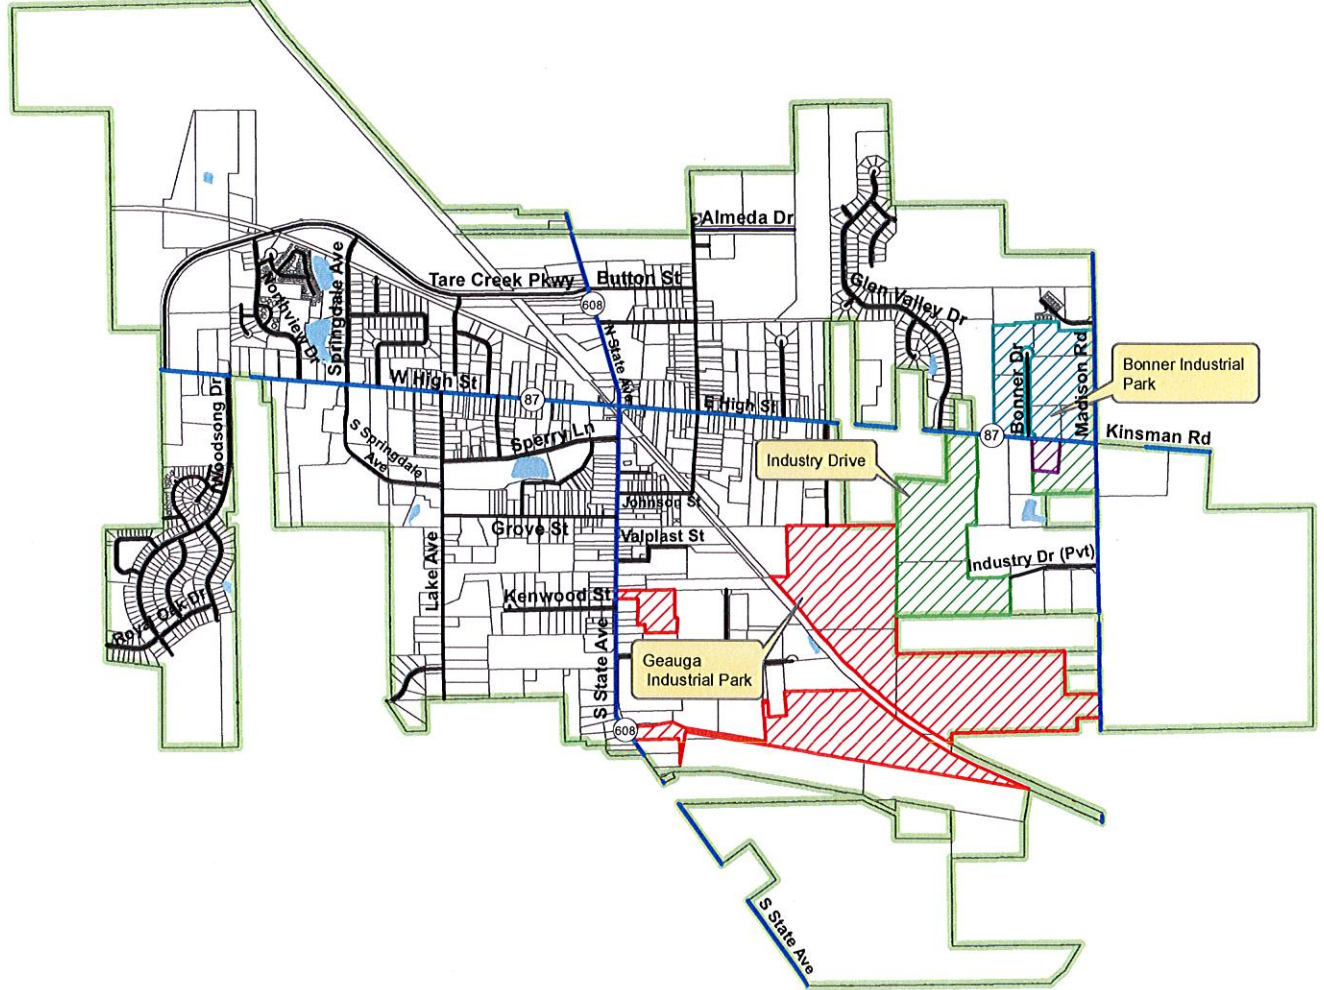 Almeda Dr
Tare Creek Pkwy
Button St
608
Springdale Ave
Northview Dr
Glen Valley Dr
N State Ave
Bonner Dr
Madison Rd
Bonner Industrial
Park
W High St
87
E High St
87
Kinsman Rd
Woodsong Dr
S Springdale
Ave
Sperry Ln
Industry Drive
Johnson St
Grove St
Valplast St
Lake Ave
Industry Dr (Pvt)
Kenwood St
Royal Oak Dr
S State Ave
Geauga
Industrial Park
608
S State Ave